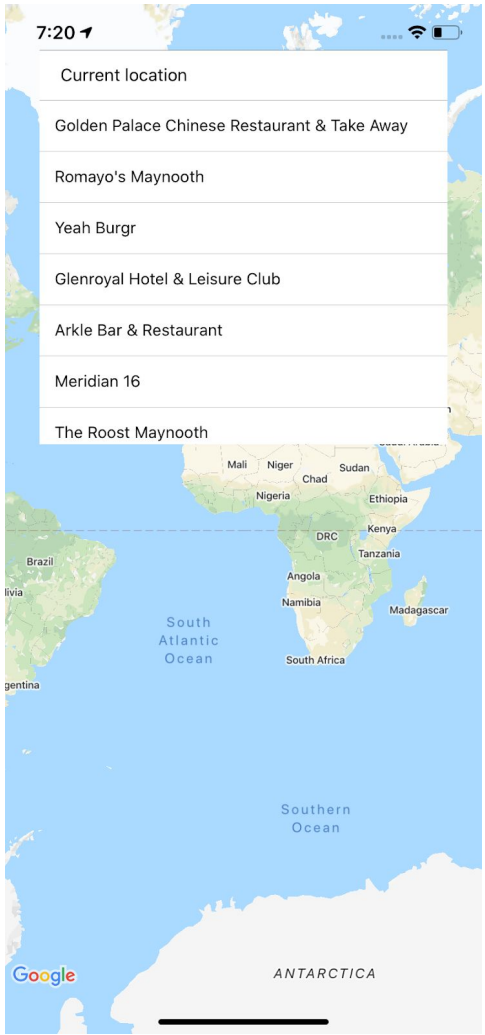 7:20
Current location
Golden Palace Chinese Restaurant & Take Away
Romayo's Maynooth
Yeah Burgr
Glenroyal Hotel & Leisure Club
Arkle Bar & Restaurant
Meridian 16
The Roost Maynooth
Mali
Niger
Chad
Sudan
Nigeria
Ethiopia
DRC
Kenya
Brazil
Tanzania
livia
Angola
Namibia
Madagascar
South
Atlantic
Ocean
South Africa
gentina
Southern
Ocean
Google
ANTARCTICA